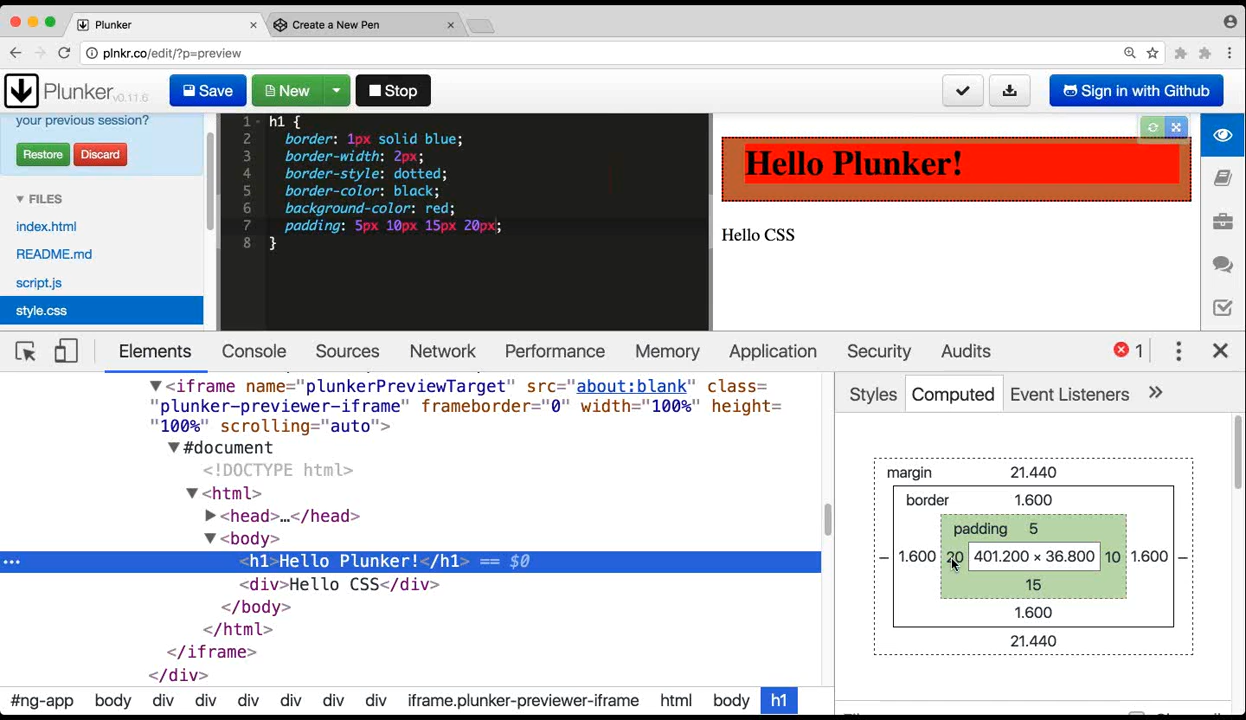 Plunker
Create a New Pen
plnkr.co/edit/?p=preview
Plunker v0.11.6
Save
New
Stop
Sign in with Github
your previous session?
Restore Discard
FILES
index.html
README.md
script.js
style.css
1 h1 {
2 border: 1px solid blue;
3 border-width: 2px;
4 border-style: dotted;
5 border-color: black;
6 background-color: red;
7 padding: 5px 10px 15px 20px;
8 }
Hello Plunker!
Hello CSS
Elements Console Sources Network Performance Memory Application Security Audits 1
<iframe name="plunkerPreviewTarget" src="about:blank" class=
"plunker-previewer-iframe" frameborder="0" width="100%" height=
"100%" scrolling="auto">
#document
<!DOCTYPE html>
<html>
<head>…</head>
<body>
<h1>Hello Plunker!</h1> == $0
<div>Hello CSS</div>
</body>
</html>
</iframe>
</div>
#ng-app body div div div div div div iframe.plunker-previewer-iframe html body h1
Styles Computed Event Listeners »
margin 21.440
border 1.600
padding 5
– 1.600 20 401.200 × 36.800 10 1.600 –
15
1.600
21.440